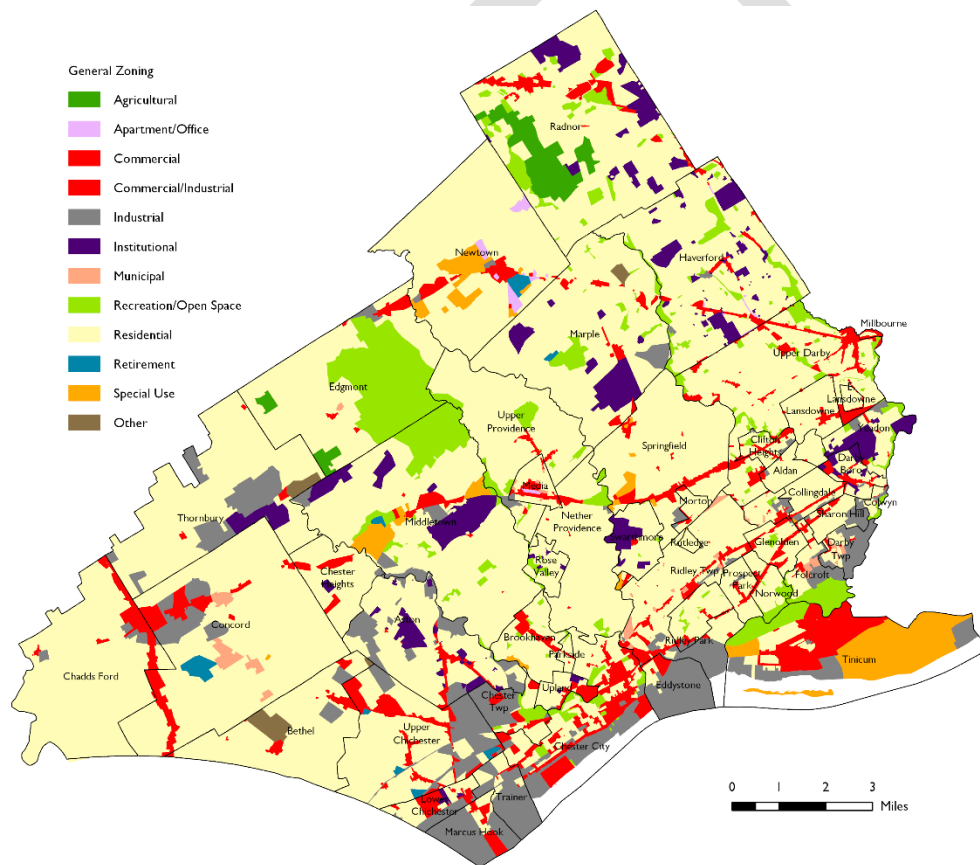 General Zoning
Agricultural
Apartment/Office
Commercial
Commercial/Industrial
Industrial
Institutional
Municipal
Recreation/Open Space
Residential
Retirement
Special Use
Other
Radnor
Newtown
Haverford
Marple
Millbourne
Upper Darby
Edgmont
E
Lansdowne
Lansdowne
Upper
Providence
Yeadon
Springfield
Clifton
Heights
Darby
Boro
Aldan
Media
Collingdale
Colwyn
Morton
Sharon Hill
Thornbury
Middletown
Nether
Providence
Swarthmore
Rutledge
Glenolden
Darby
Twp
Rose
Valley
Ridley Twp
Prospect
Park
Folcroft
Chester
Heights
Norwood
Aston
Concord
Brookhaven
Parkside
Ridley Park
Tinicum
Chadds Ford
Upland
Eddystone
Chester
Twp
Bethel
Upper
Chichester
Chester City
Trainer
Lower
Chichester
Marcus Hook
0 1 2 3
Miles